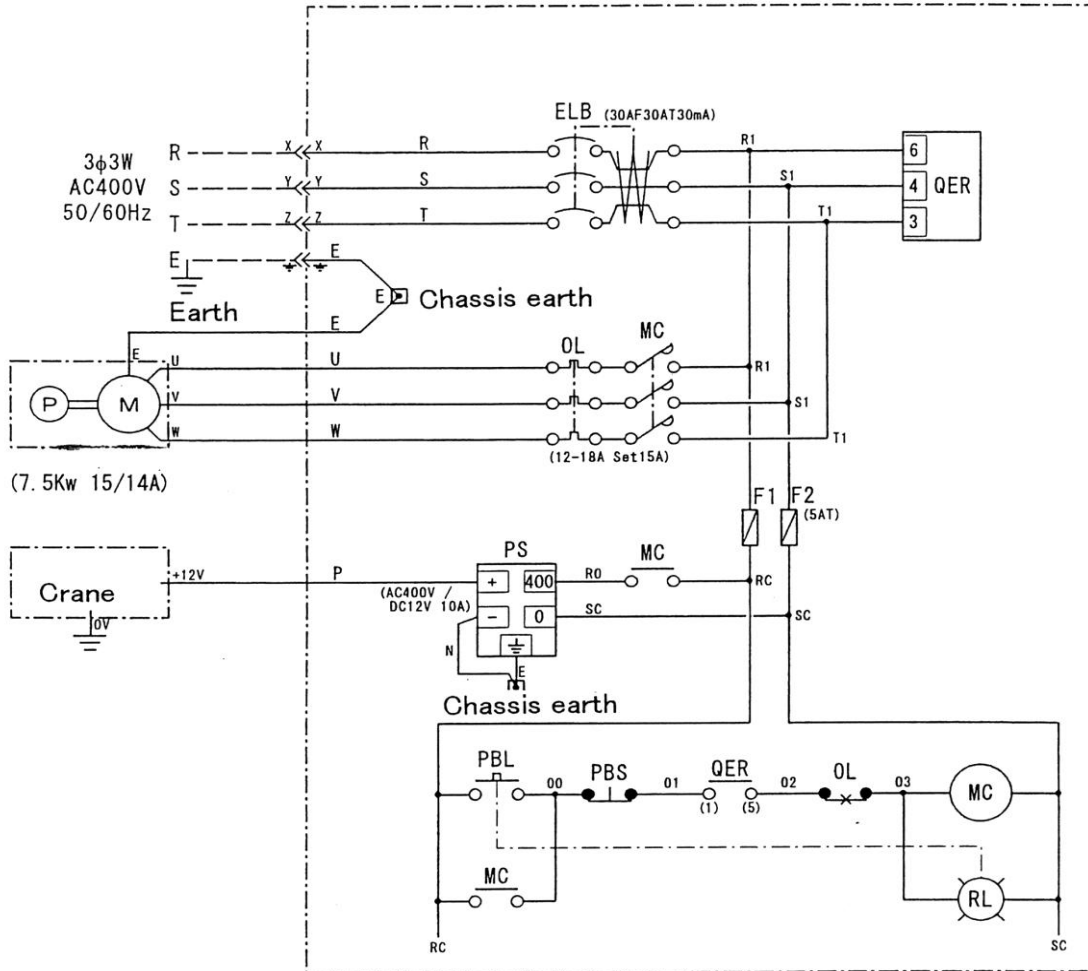 ELB (30AF30AT30mA)
3φ3W
AC400V
50/60Hz
R X X R R1 6
S Y Y S S1 4 QER
T Z Z T T1 3
E E
E Chassis earth
Earth E
E
U U OL MC R1
P M V V S1
W W T1
(12-18A Set15A)
(7.5Kw 15/14A)
F1 F2
(5AT)
PS MC
Crane +12V P + 400 RO RC
(AC400V /
DC12V 10A)
0V - 0 SC SC
N E
Chassis earth
PBL 00 PBS 01 QER 02 OL 03 MC
(1) (5)
MC RL
RC SC